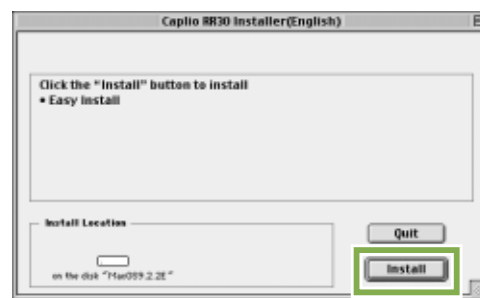 Caplio RR30 Installer(English)
Click the "Install" button to install
• Easy Install
Install Location
on the disk "MacOS9.2.2E"
Quit
Install